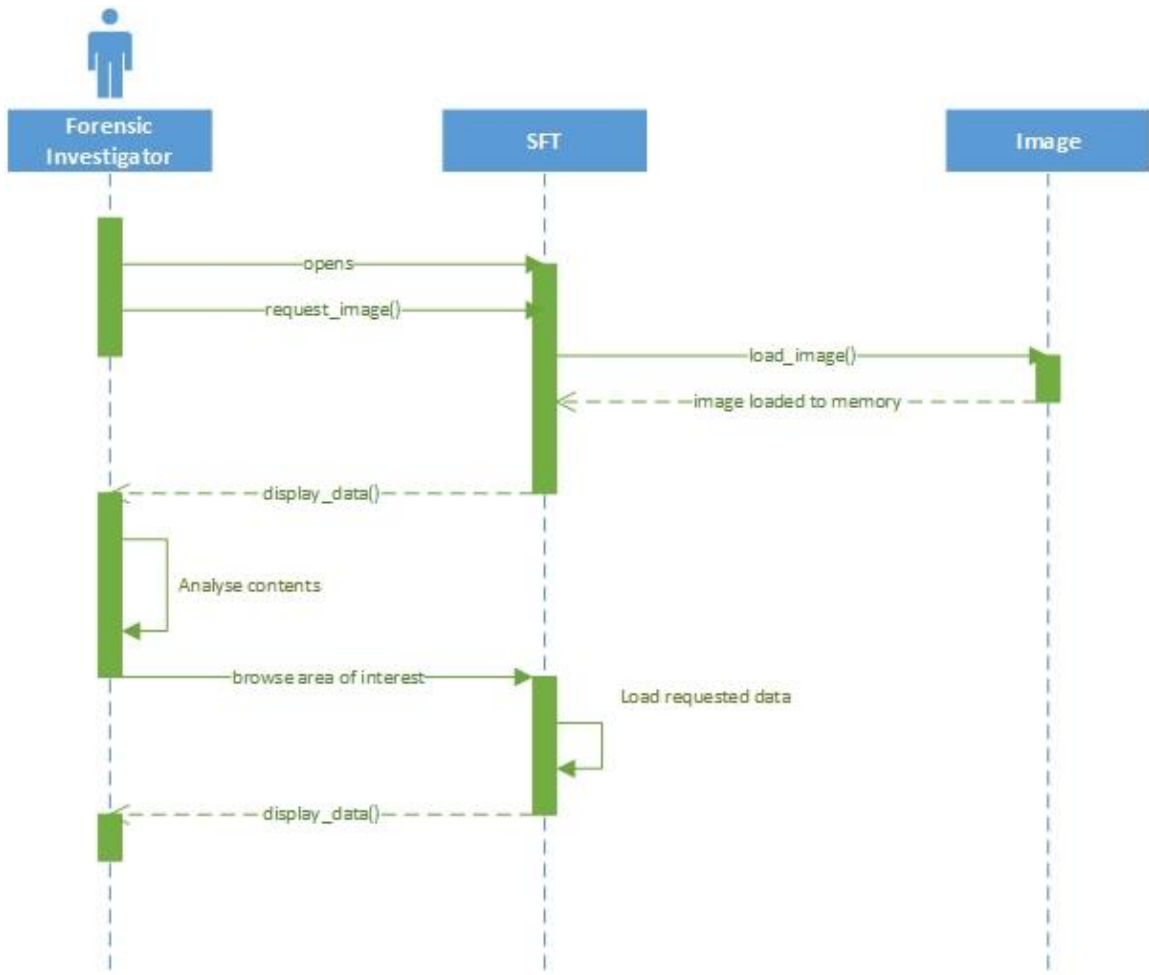 Forensic
Investigator
SFT
Image
opens
request_image()
load_image()
image loaded to memory
display_data()
Analyse contents
browse area of interest
Load requested data
display_data()